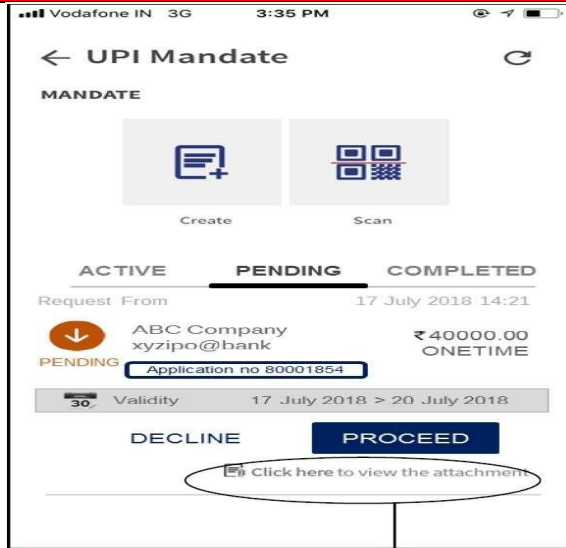 Vodafone IN 3G 3:35 PM
← UPI Mandate
MANDATE
Create Scan
ACTIVE PENDING COMPLETED
Request From 17 July 2018 14:21
ABC Company ₹40000.00
xyzipo@bank ONETIME
PENDING
Application no 80001854
30 Validity 17 July 2018 > 20 July 2018
DECLINE PROCEED
Click here to view the attachment